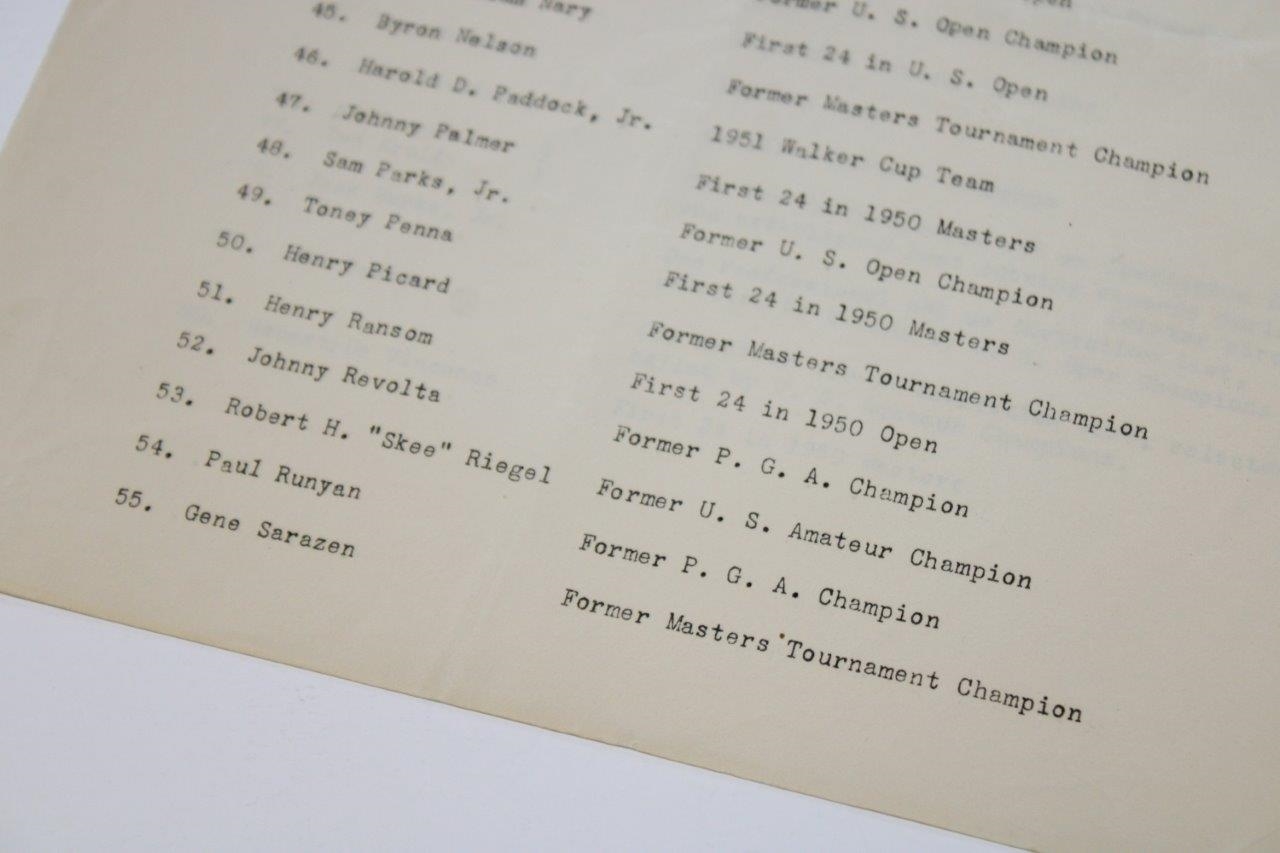 Open
Former U. S. Open Champion
Nary First 24 in U. S. Open
45. Byron Nelson Former Masters Tournament Champion
46. Harold D. Paddock, Jr. 1951 Walker Cup Team
47. Johnny Palmer First 24 in 1950 Masters
48. Sam Parks, Jr. Former U. S. Open Champion
49. Toney Penna First 24 in 1950 Masters
50. Henry Picard Former Masters Tournament Champion
51. Henry Ransom First 24 in 1950 Open
52. Johnny Revolta Former P. G. A. Champion
53. Robert H. "Skee" Riegel Former U. S. Amateur Champion
54. Paul Runyan Former P. G. A. Champion
55. Gene Sarazen Former Masters Tournament Champion